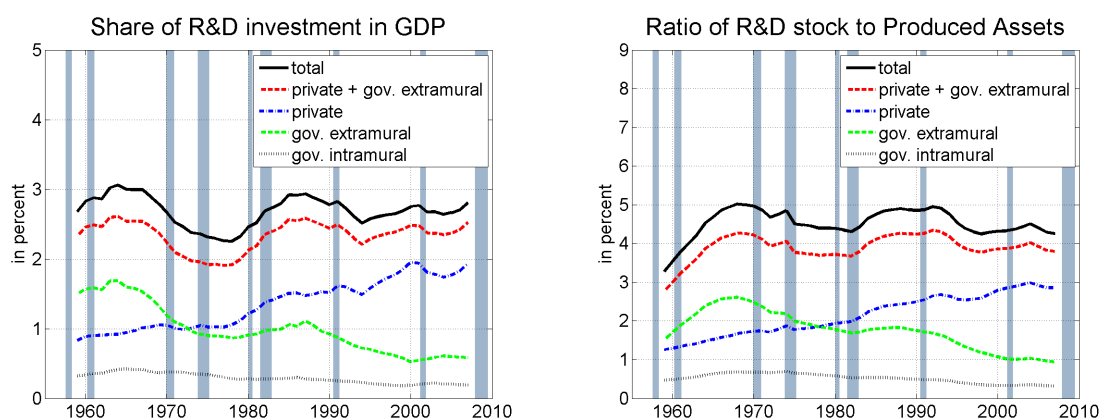 Share of R&D investment in GDP
in percent
5
4
3
2
1
0
total
private + gov. extramural
private
gov. extramural
gov. intramural
1960 1970 1980 1990 2000 2010
Ratio of R&D stock to Produced Assets
in percent
9
8
7
6
5
4
3
2
1
0
total
private + gov. extramural
private
gov. extramural
gov. intramural
1960 1970 1980 1990 2000 2010